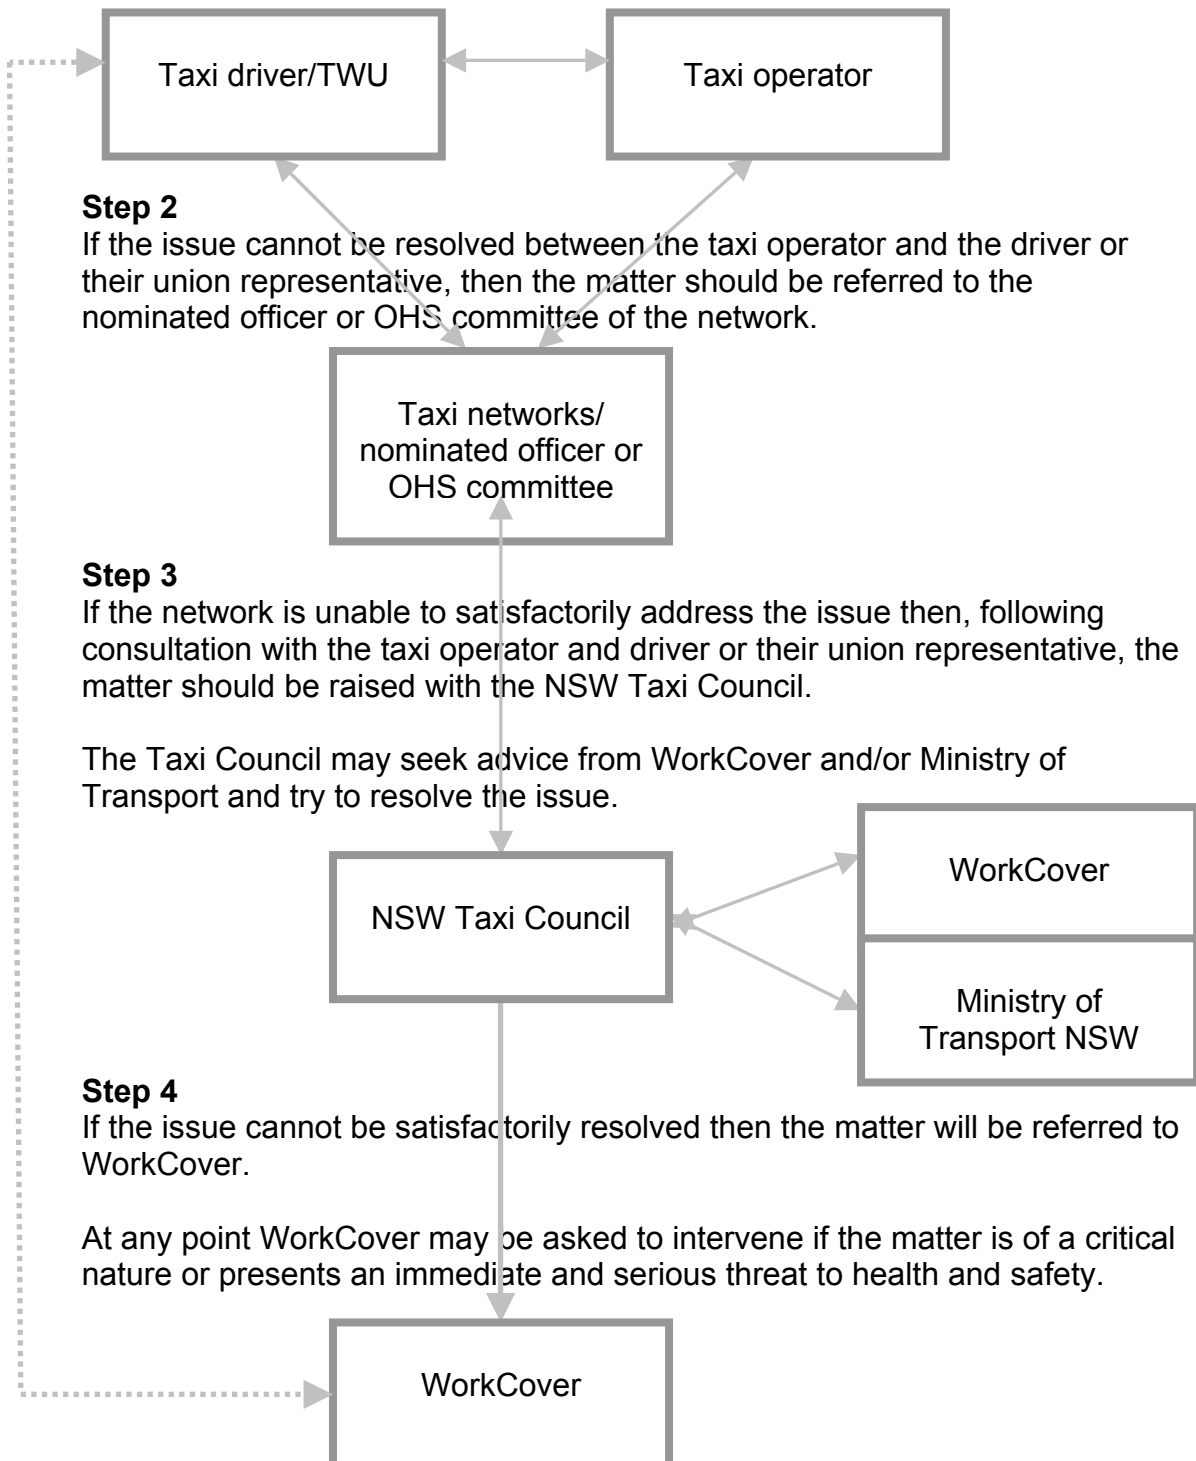 Taxi driver/TWU
Taxi operator
Step 2
If the issue cannot be resolved between the taxi operator and the driver or
their union representative, then the matter should be referred to the
nominated officer or OHS committee of the network.
Taxi networks/
nominated officer or
OHS committee
Step 3
If the network is unable to satisfactorily address the issue then, following
consultation with the taxi operator and driver or their union representative, the
matter should be raised with the NSW Taxi Council.
The Taxi Council may seek advice from WorkCover and/or Ministry of
Transport and try to resolve the issue.
WorkCover
NSW Taxi Council
Ministry of
Transport NSW
Step 4
If the issue cannot be satisfactorily resolved then the matter will be referred to
WorkCover.
At any point WorkCover may be asked to intervene if the matter is of a critical
nature or presents an immediate and serious threat to health and safety.
WorkCover